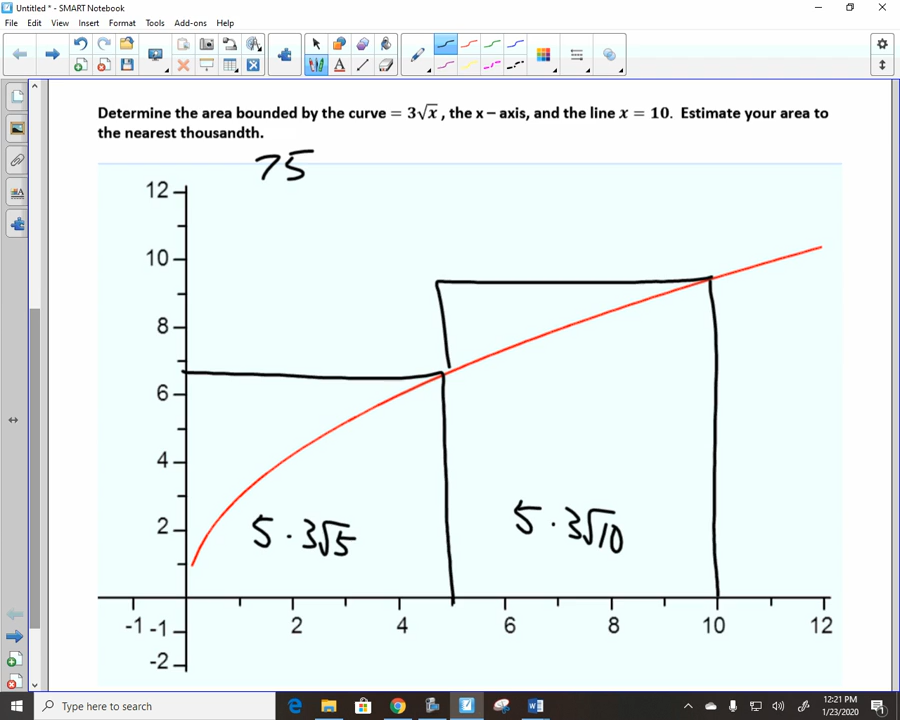 Untitled * - SMART Notebook
File Edit View Insert Format Tools Add-ons Help
Determine the area bounded by the curve = 3√x , the x – axis, and the line x = 10. Estimate your area to
the nearest thousandth.
75
12
10
8
6
4
2
5 · 3√5
5 · 3√10
-1 -1 2 4 6 8 10 12
-2
Type here to search
12:21 PM
1/23/2020